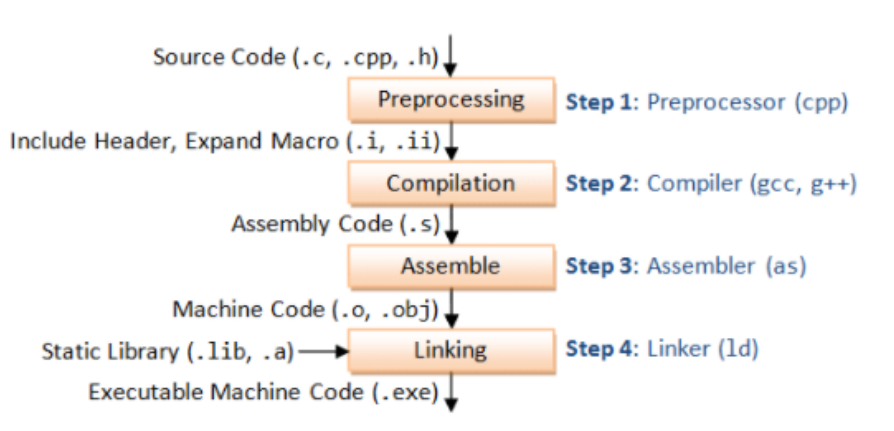 Source Code (.c, .cpp, .h)
Preprocessing
Step 1: Preprocessor (cpp)
Include Header, Expand Macro (.i, .ii)
Compilation
Step 2: Compiler (gcc, g++)
Assembly Code (.s)
Assemble
Step 3: Assembler (as)
Machine Code (.o, .obj)
Static Library (.lib, .a)
Linking
Step 4: Linker (ld)
Executable Machine Code (.exe)